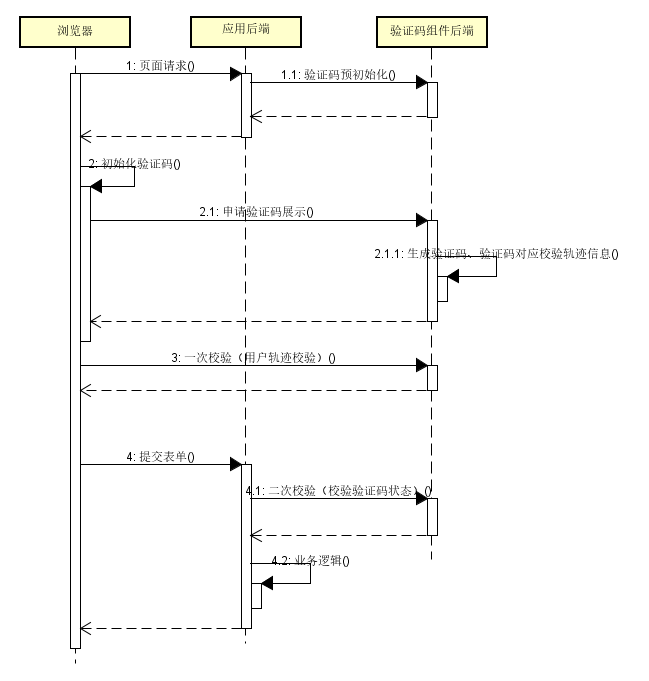 浏览器
应用后端
验证码组件后端
1: 页面请求()
1.1: 验证码预初始化()
2: 初始化验证码()
2.1: 申请验证码展示()
2.1.1: 生成验证码、验证码对应校验轨迹信息()
3: 一次校验（用户轨迹校验）()
4: 提交表单()
4.1: 二次校验（校验验证码状态）()
4.2: 业务逻辑()